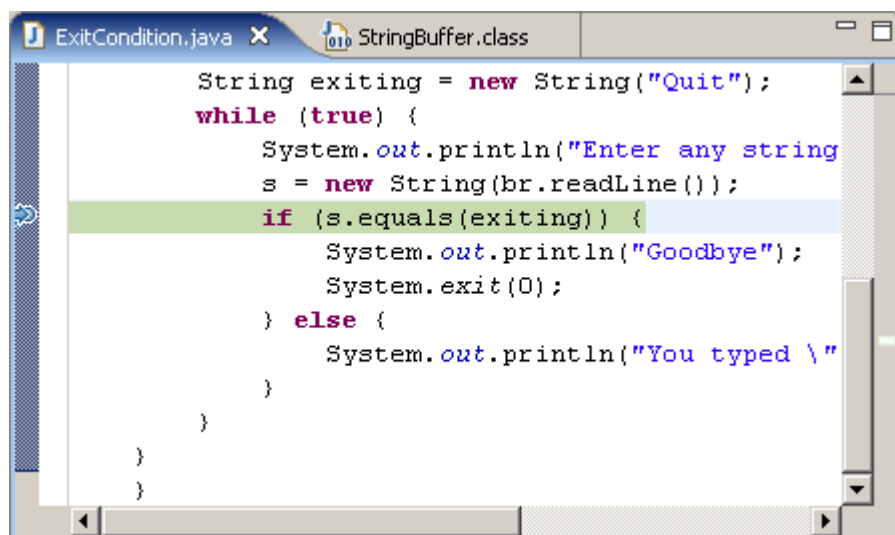 ExitCondition.java StringBuffer.class
String exiting = new String("Quit");
while (true) {
System.out.println("Enter any string
s = new String(br.readLine());
if (s.equals(exiting)) {
System.out.println("Goodbye");
System.exit(0);
} else {
System.out.println("You typed \"
}
}
}
}